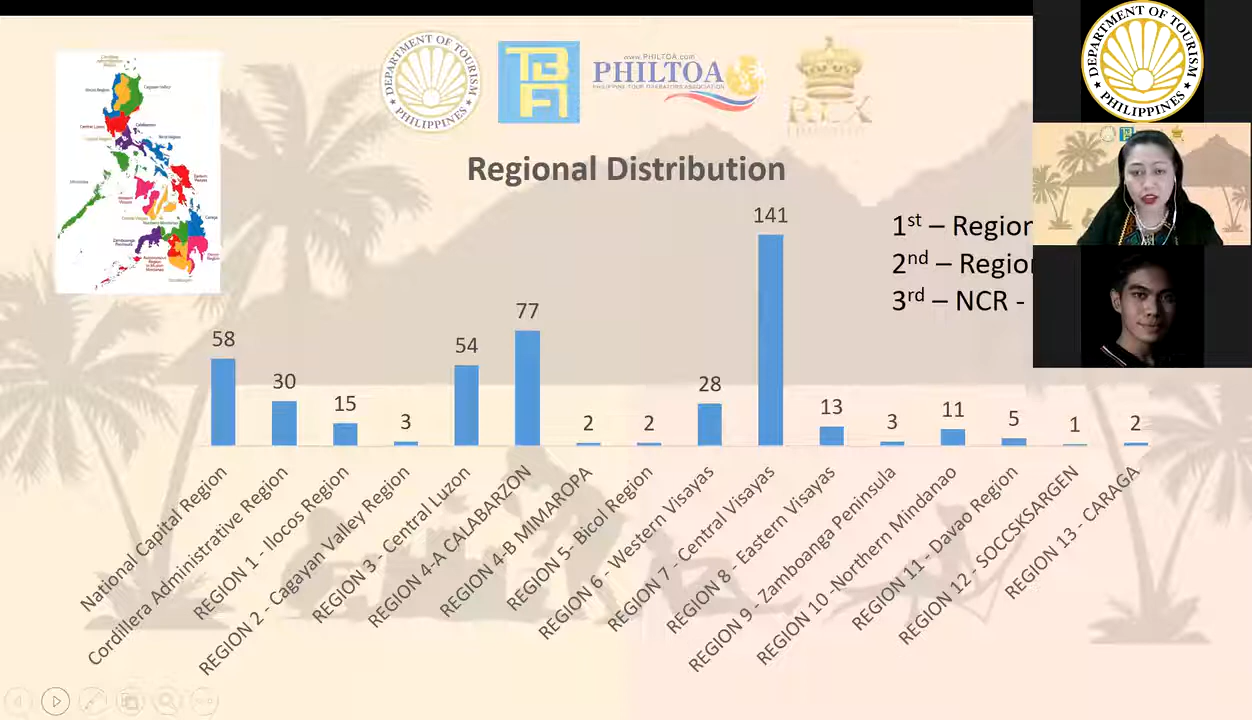 www.PHILTOA.com
PHILTOA
PHILIPPINE TOUR OPERATORS ASSOCIATION
DEPARTMENT OF TOURISM
PHILIPPINES
TBFI
REX
DEPARTMENT OF TOURISM
PHILIPPINES
Regional Distribution
1st – Region
2nd – Region
3rd – NCR -
58
30
15
3
54
77
2
2
28
141
13
3
11
5
1
2
National Capital Region
Cordillera Administrative Region
REGION 1 - Ilocos Region
REGION 2 - Cagayan Valley Region
REGION 3 - Central Luzon
REGION 4-A CALABARZON
REGION 4-B MIMAROPA
REGION 5- Bicol Region
REGION 6 - Western Visayas
REGION 7 - Central Visayas
REGION 8 - Eastern Visayas
REGION 9 - Zamboanga Peninsula
REGION 10 -Northern Mindanao
REGION 11 - Davao Region
REGION 12 - SOCCSKSARGEN
REGION 13 - CARAGA